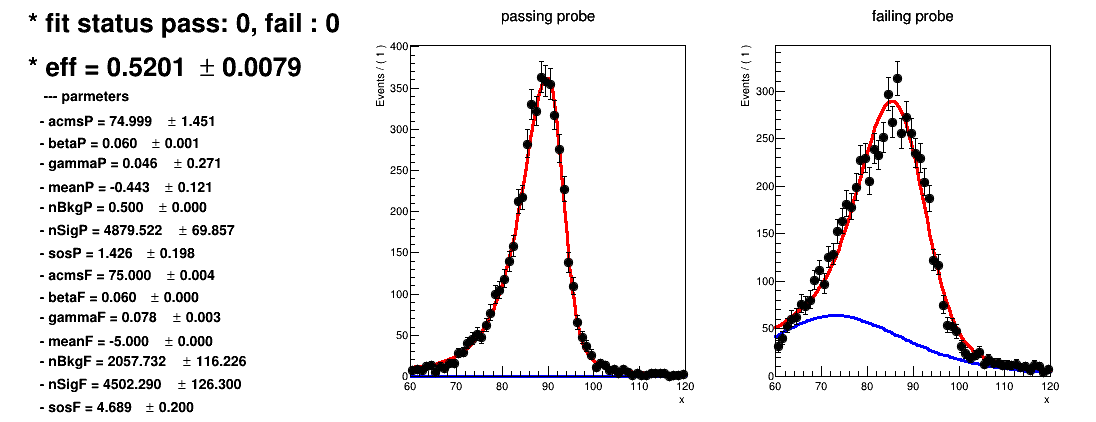 * fit status pass: 0, fail : 0
* eff = 0.5201 ± 0.0079
--- parmeters
- acmsP = 74.999 ± 1.451
- betaP = 0.060 ± 0.001
- gammaP = 0.046 ± 0.271
- meanP = -0.443 ± 0.121
- nBkgP = 0.500 ± 0.000
- nSigP = 4879.522 ± 69.857
- sosP = 1.426 ± 0.198
- acmsF = 75.000 ± 0.004
- betaF = 0.060 ± 0.000
- gammaF = 0.078 ± 0.003
- meanF = -5.000 ± 0.000
- nBkgF = 2057.732 ± 116.226
- nSigF = 4502.290 ± 126.300
- sosF = 4.689 ± 0.200
passing probe
Events / ( 1 )
400
350
300
250
200
150
100
50
0
60 70 80 90 100 110 120
x
failing probe
Events / ( 1 )
300
250
200
150
100
50
0
60 70 80 90 100 110 120
x